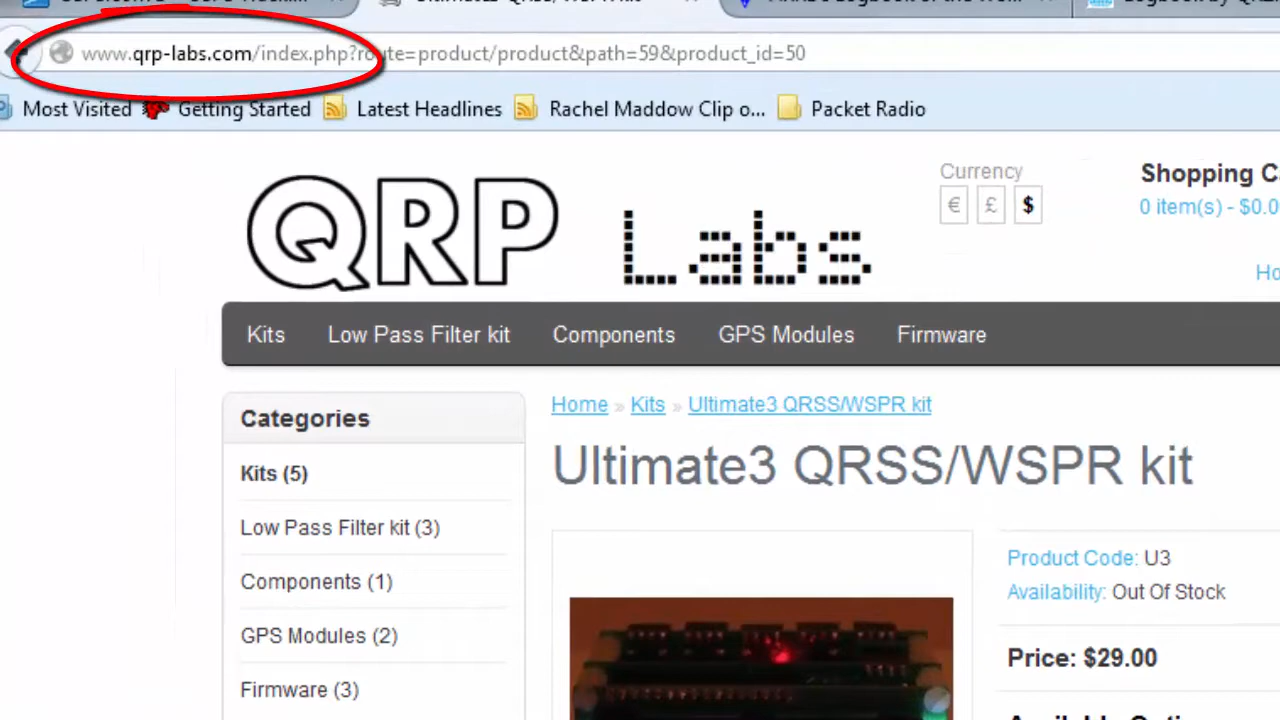 www.qrp-labs.com/index.php?route=product/product&path=59&product_id=50
Most Visited Getting Started Latest Headlines Rachel Maddow Clip o... Packet Radio
QRP Labs
Currency
€ £ $
Shopping
0 item(s) - $0.0
Kits Low Pass Filter kit Components GPS Modules Firmware
Categories
Kits (5)
Low Pass Filter kit (3)
Components (1)
GPS Modules (2)
Firmware (3)
Home » Kits » Ultimate3 QRSS/WSPR kit
Ultimate3 QRSS/WSPR kit
Product Code: U3
Availability: Out Of Stock
Price: $29.00